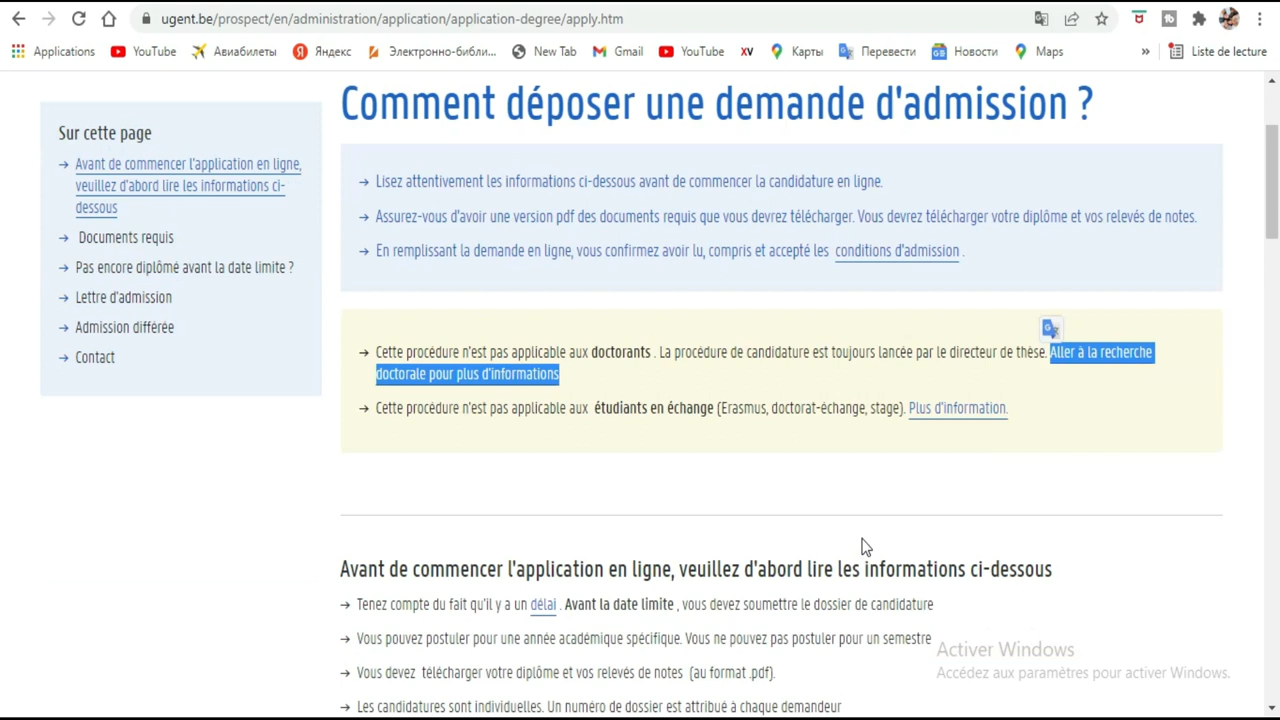 ugent.be/prospect/en/administration/application/application-degree/apply.htm
Applications YouTube Авиабилеты Яндекс Электронно-библи... New Tab Gmail YouTube XV Карты Перевести Новости Maps » Liste de lecture
Sur cette page
→ Avant de commencer l'application en ligne,
veuillez d'abord lire les informations ci-
dessous
→ Documents requis
→ Pas encore diplômé avant la date limite ?
→ Lettre d'admission
→ Admission différée
→ Contact
Comment déposer une demande d'admission ?
→ Lisez attentivement les informations ci-dessous avant de commencer la candidature en ligne.
→ Assurez-vous d'avoir une version pdf des documents requis que vous devrez télécharger. Vous devrez télécharger votre diplôme et vos relevés de notes.
→ En remplissant la demande en ligne, vous confirmez avoir lu, compris et accepté les conditions d'admission .
→ Cette procédure n'est pas applicable aux doctorants . La procédure de candidature est toujours lancée par le directeur de thèse. Aller à la recherche
doctorale pour plus d'informations
→ Cette procédure n'est pas applicable aux étudiants en échange (Erasmus, doctorat-échange, stage). Plus d'information.
Avant de commencer l'application en ligne, veuillez d'abord lire les informations ci-dessous
→ Tenez compte du fait qu'il y a un délai . Avant la date limite , vous devez soumettre le dossier de candidature
→ Vous pouvez postuler pour une année académique spécifique. Vous ne pouvez pas postuler pour un semestre
→ Vous devez télécharger votre diplôme et vos relevés de notes (au format .pdf).
→ Les candidatures sont individuelles. Un numéro de dossier est attribué à chaque demandeur
Activer Windows
Accédez aux paramètres pour activer Windows.